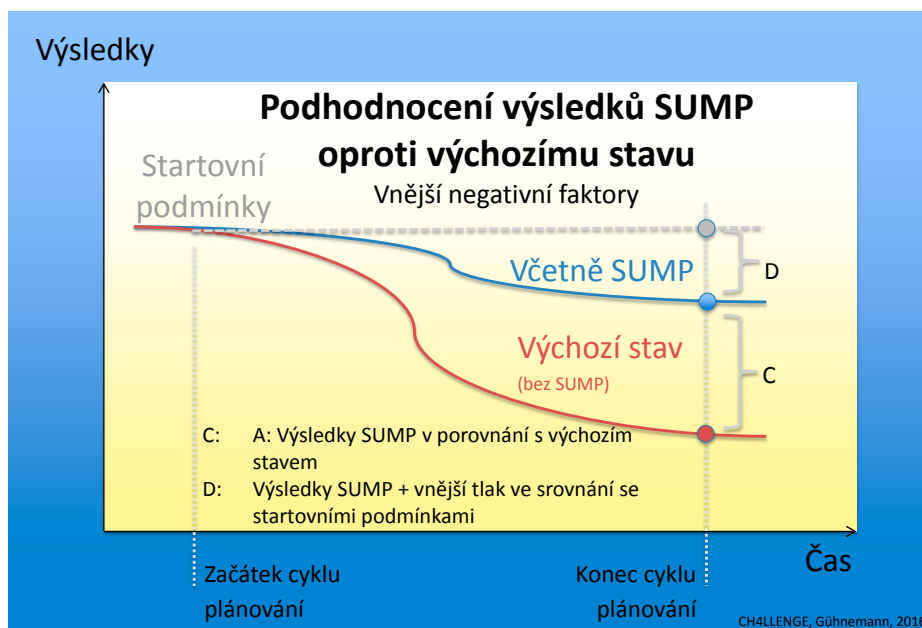 Výsledky
Podhodnocení výsledků SUMP
oproti výchozímu stavu
Vnější negativní faktory
Startovní
podmínky
Včetně SUMP
D
Výchozí stav
(bez SUMP)
C
C: A: Výsledky SUMP v porovnání s výchozím
stavem
D: Výsledky SUMP + vnější tlak ve srovnání se
startovními podmínkami
Čas
Začátek cyklu
plánování
Konec cyklu
plánování
CH4LLENGE, Gühnemann, 2016